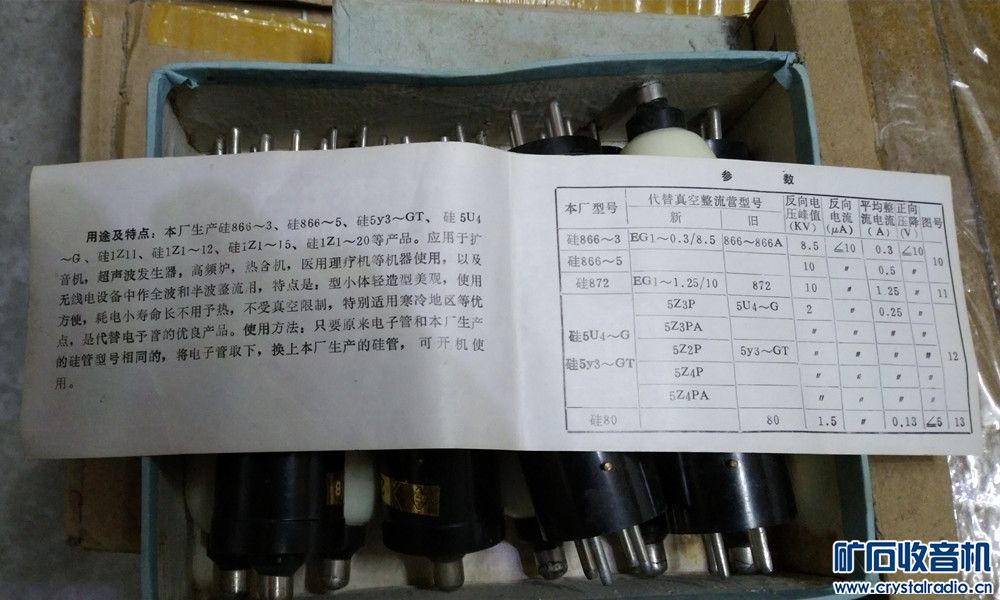 用途及特点：本厂生产硅866～3、硅866～5、硅5y3～GT、硅5U4
～G、硅1Z11、硅1Z1～12、硅1Z1～15、硅1Z1～20等产品。应用于扩
音机，超声波发生器，高频炉，热合机，医用理疗机等机器使用，以及
无线电设备中作全波和半波整流用，特点是：型小体轻造型美观，使用
方便，耗电小寿命长不用予热，不受真空限制，特别适用寒冷地区等优
点，是代替电子管的优良产品。使用方法：只要原来电子管和本厂生产
的硅管型号相同的，将电子管取下，换上本厂生产的硅管，可开机使
用。
参 数
本厂型号 代替真空整流管型号 新 旧 反向电压峰值(KV) 反向电流(μA) 平均整流电流(A) 正向压降(V) 图号
硅866～3 EG1～0.3/8.5 866～866A 8.5 ∠10 0.3 ∠10 10
硅866～5 10 〃 0.5 〃
硅872 EG1～1.25/10 872 10 〃 1.25 〃 11
硅5U4～G 5Z3P 5U4～G 2 〃 0.25 〃 12
5Z3PA 〃 〃 〃 〃
硅5y3～GT 5Z2P 5y3～GT 〃 〃 〃 〃
5Z4P 〃 〃 〃 〃
5Z4PA 〃 〃 〃 〃
硅80 80 1.5 〃 0.13 ∠5 13
8
矿石收音机
www.crystalradio.cn